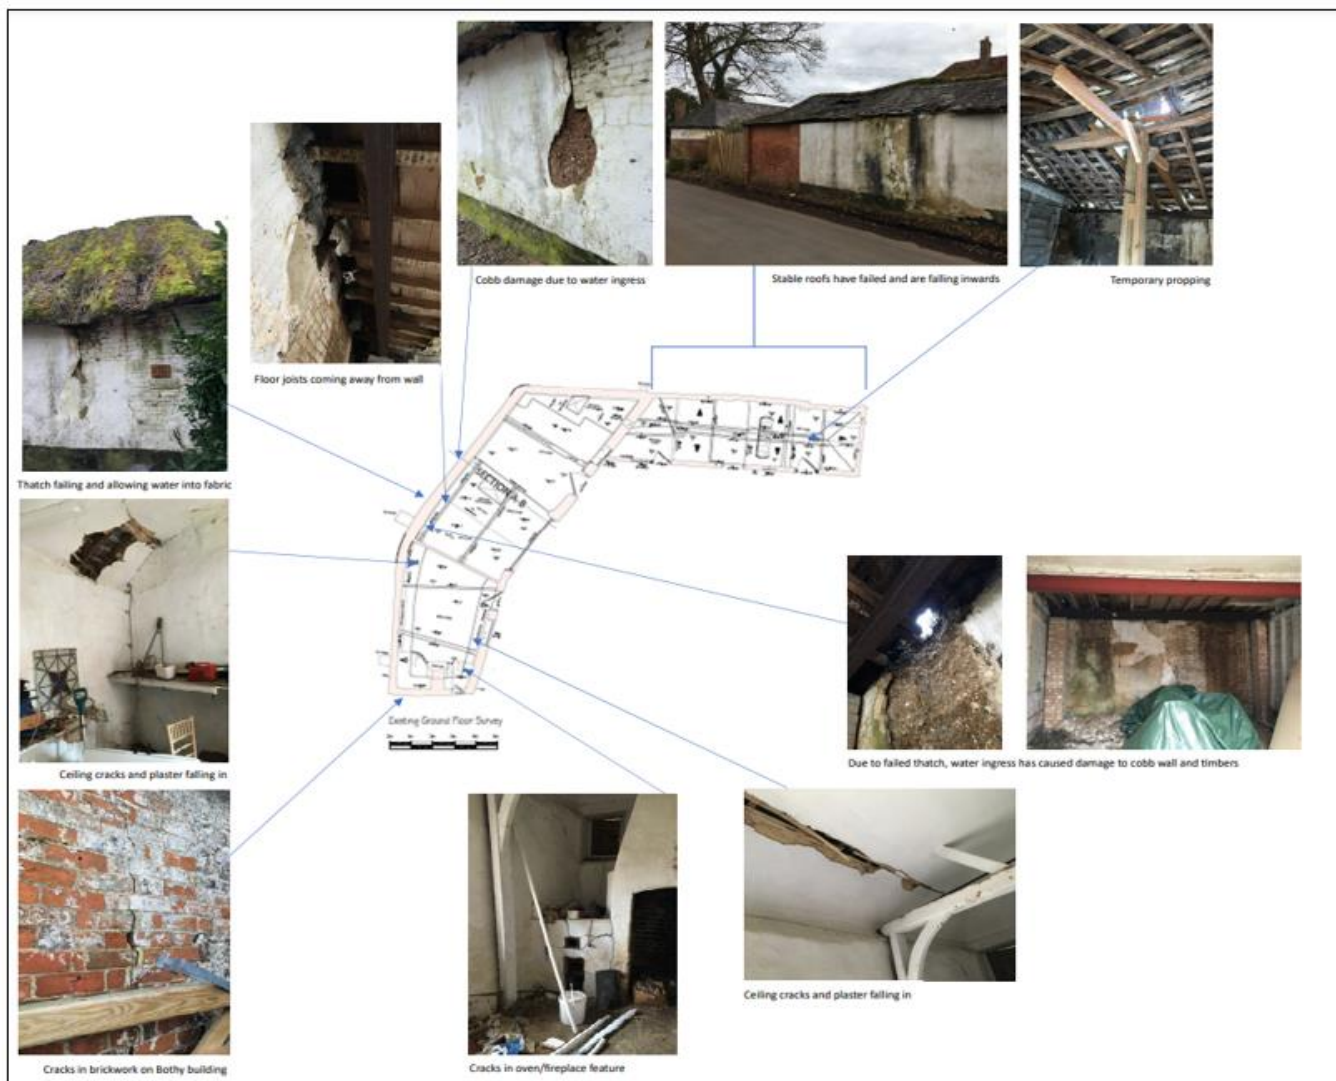 Cobb damage due to water ingress
Stable roofs have failed and are falling inwards
Temporary propping
Floor joists coming away from wall
Thatch failing and allowing water into fabric
SECTION A-B
Existing Ground Floor Survey
Ceiling cracks and plaster falling in
Due to failed thatch, water ingress has caused damage to cobb wall and timbers
Ceiling cracks and plaster falling in
Cracks in brickwork on Bothy building
Cracks in oven/fireplace feature